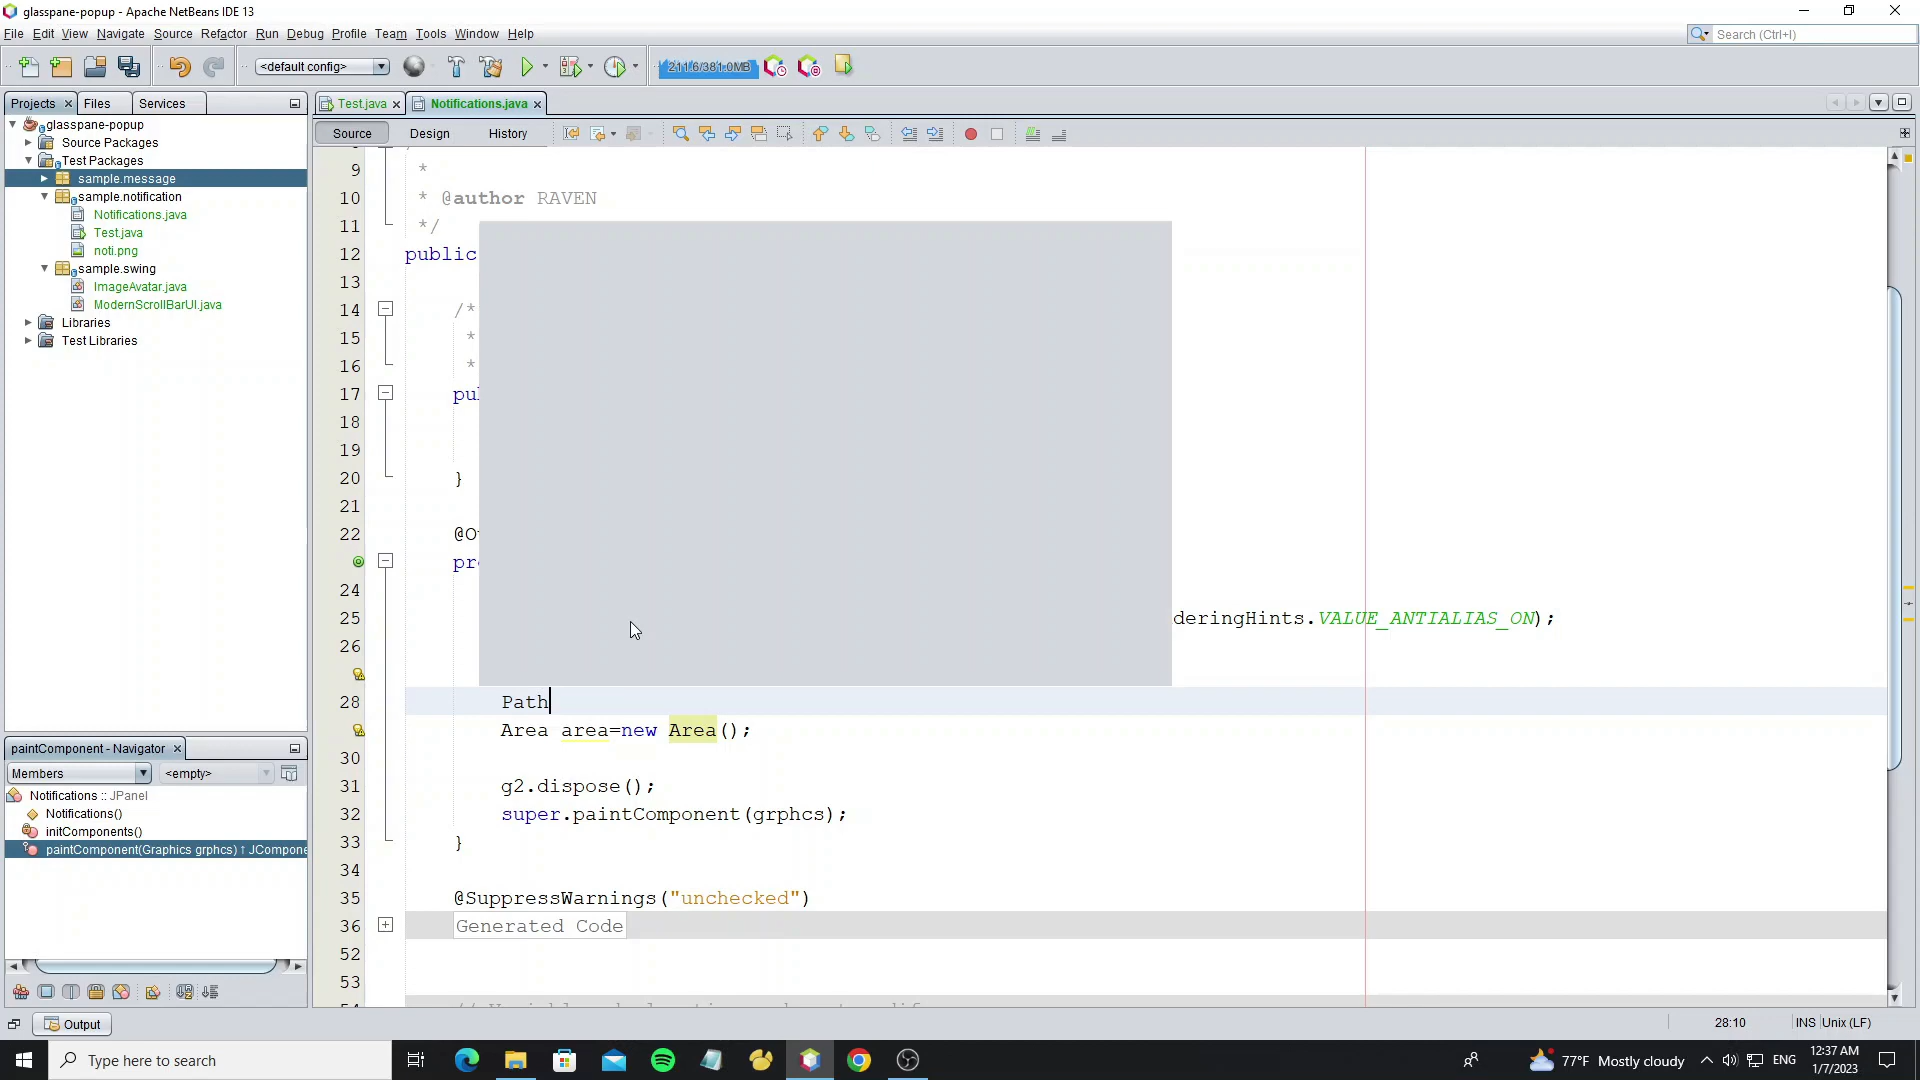 glasspane-popup - Apache NetBeans IDE 13
File Edit View Navigate Source Refactor Run Debug Profile Team Tools Window Help
Search (Ctrl+I)
<default config>
211.6/381.0MB
Projects Files Services
Test.java Notifications.java
Source Design History
glasspane-popup
Source Packages
Test Packages
sample.message
sample.notification
Notifications.java
Test.java
noti.png
sample.swing
ImageAvatar.java
ModernScrollBarUI.java
Libraries
Test Libraries
9 *
10 * @author RAVEN
11 */
12 public
13
14 /*
15 *
16 *
17
18
19
20 }
21
22
24
25 deringHints.VALUE_ANTIALIAS_ON);
26
28 Path
Area area=new Area();
30
31 g2.dispose();
32 super.paintComponent(grphcs);
33 }
34
35 @SuppressWarnings("unchecked")
36 Generated Code
52
53
paintComponent - Navigator
Members <empty>
Notifications :: JPanel
Notifications()
initComponents()
paintComponent(Graphics grphcs) ↑ JCompone
Output
28:10 INS Unix (LF)
Type here to search
77°F Mostly cloudy
ENG
12:37 AM
1/7/2023